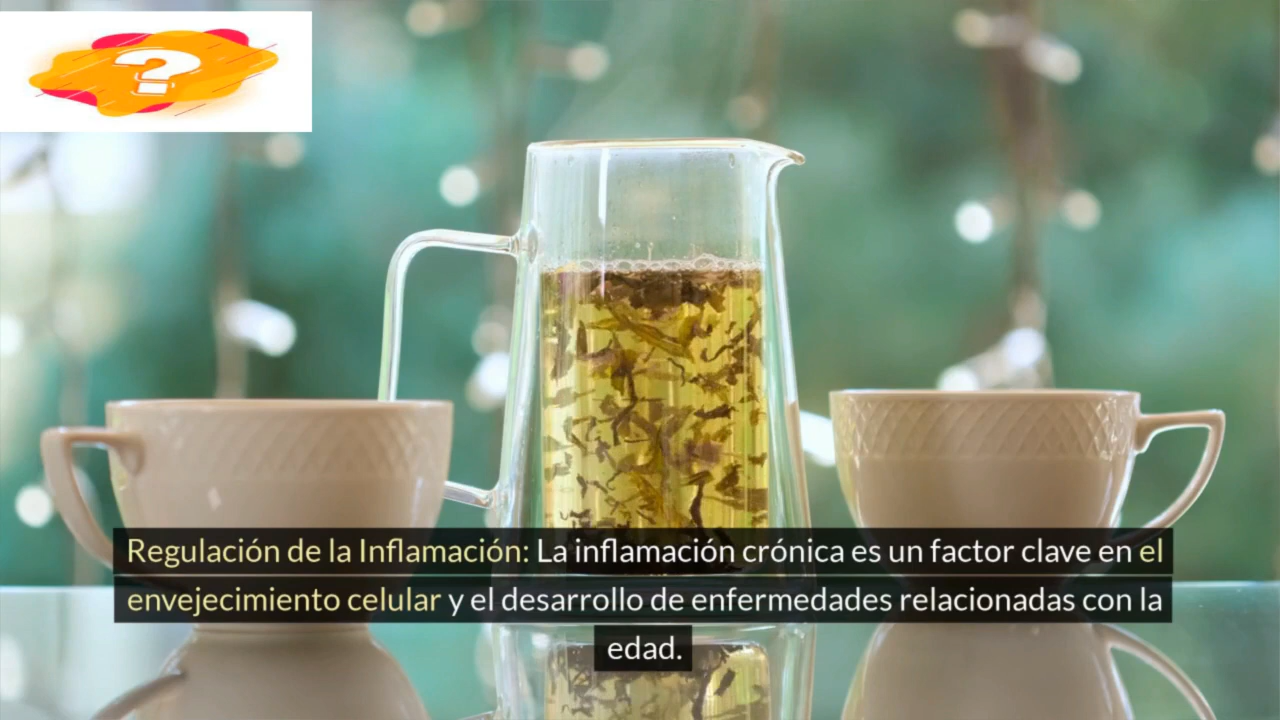 ?
Regulación de la Inflamación: La inflamación crónica es un factor clave en el
envejecimiento celular y el desarrollo de enfermedades relacionadas con la
edad.